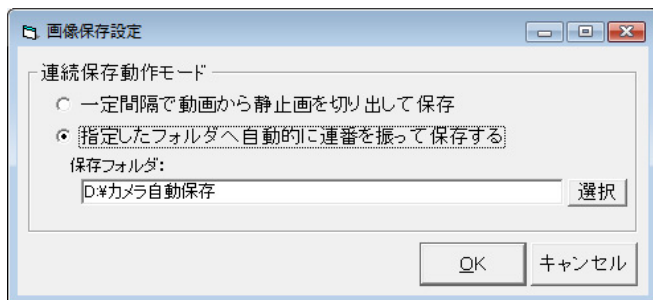 画像保存設定
連続保存動作モード
一定間隔で動画から静止画を切り出して保存
指定したフォルダへ自動的に連番を振って保存する
保存フォルダ:
D:¥カメラ自動保存
選択
OK
キャンセル